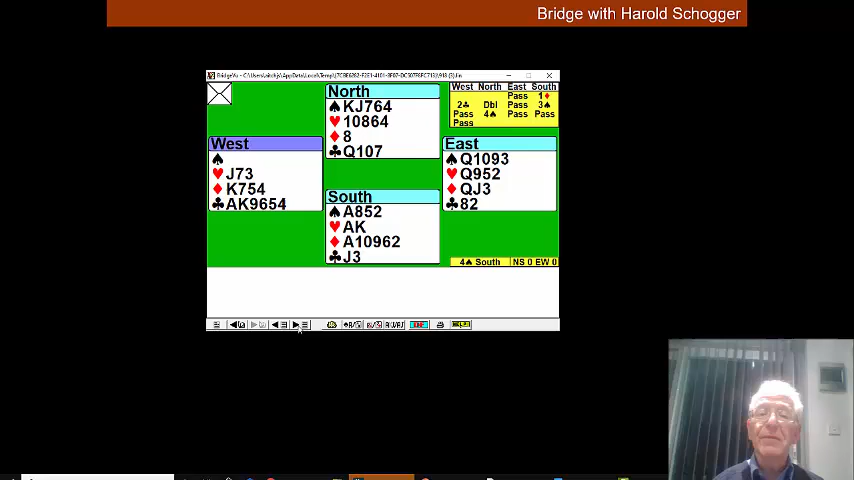 Bridge with Harold Schogger
North
♠KJ764
♥10864
♦8
♣Q107
West North East South
Pass 1♦
2♣ Dbl Pass 3♠
Pass 4♠ Pass Pass
Pass
West
♠
♥J73
♦K754
♣AK9654
East
♠Q1093
♥Q952
♦QJ3
♣82
South
♠A852
♥AK
♦A10962
♣J3
4♠ South NS 0 EW 0